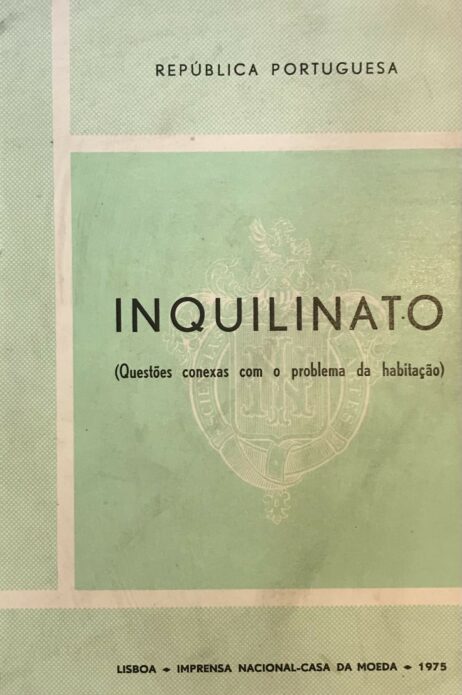 REPÚBLICA PORTUGUESA
INQUILINATO
(Questões conexas com o problema da habitação)
LISBOA ✦ IMPRENSA NACIONAL-CASA DA MOEDA ✦ 1975